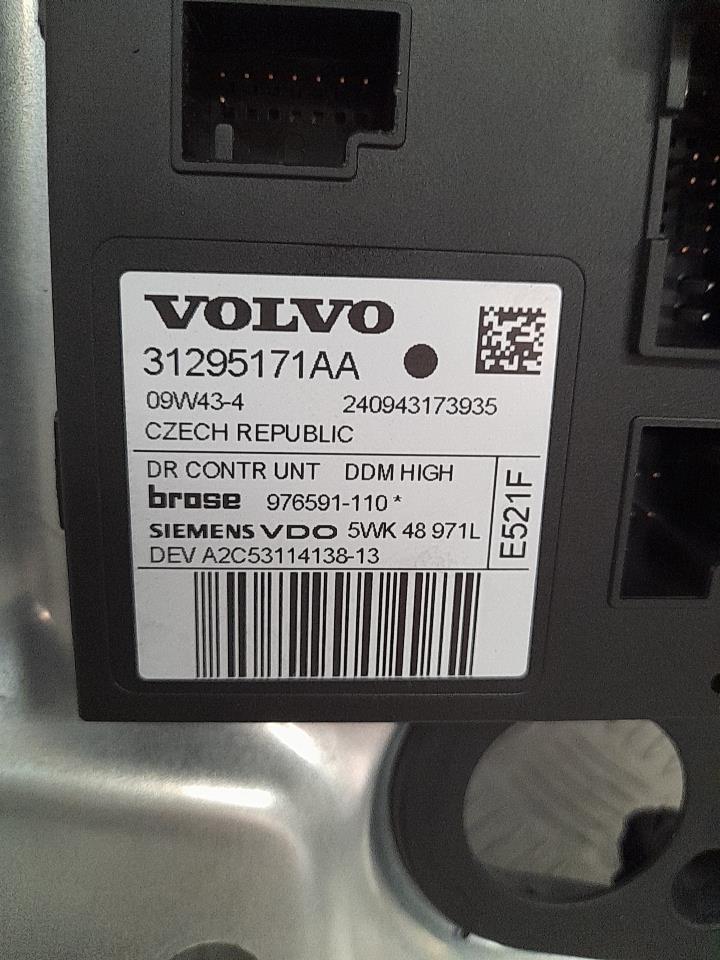 VOLVO
31295171AA
09W43-4 240943173935
CZECH REPUBLIC
DR CONTR UNT DDM HIGH
brose 976591-110 *
SIEMENS VDO 5WK 48 971L
DEV A2C53114138-13
E521F